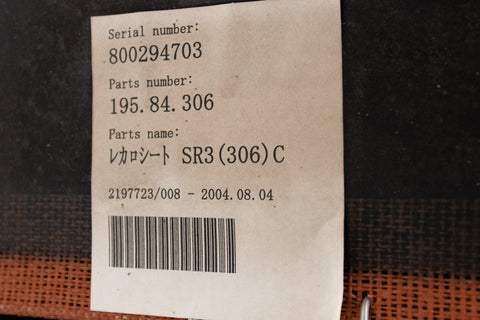 Serial number:
800294703
Parts number:
195.84.306
Parts name:
レカロシート SR3(306)C
2197723/008 - 2004.08.04